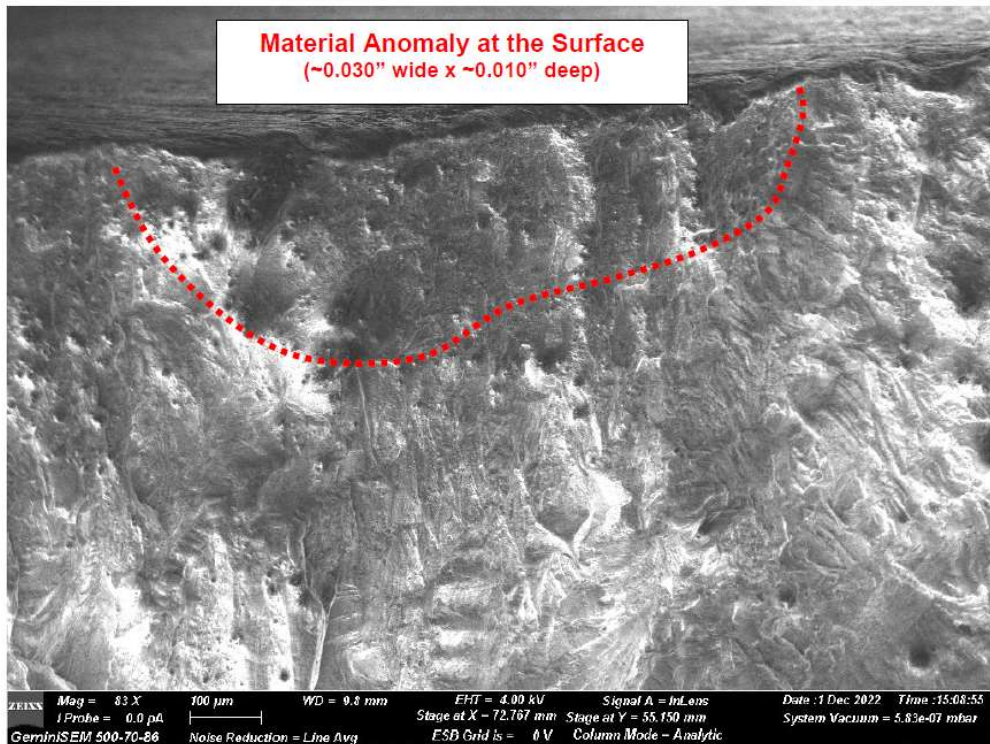 Material Anomaly at the Surface
(~0.030” wide x ~0.010” deep)
ZEISS Mag = 83 X 100 µm WD = 9.8 mm EHT = 4.00 kV Signal A = InLens Date :1 Dec 2022 Time :15:08:55
I Probe = 0.0 pA Stage at X = 72.767 mm Stage at Y = 55.150 mm System Vacuum = 5.83e-07 mbar
GeminiSEM 500-70-86 Noise Reduction = Line Avg ESB Grid is = 0 V Column Mode = Analytic